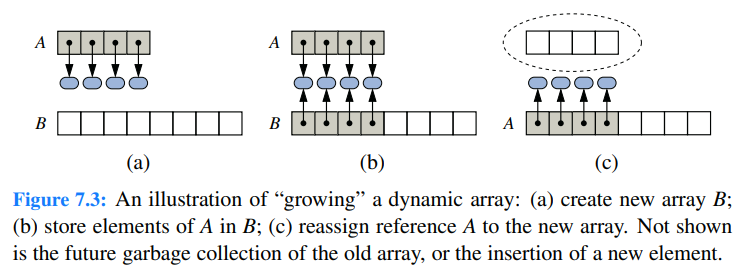 A
B
(a)
A
B
(b)
A
(c)
Figure 7.3: An illustration of “growing” a dynamic array: (a) create new array B;
(b) store elements of A in B; (c) reassign reference A to the new array. Not shown
is the future garbage collection of the old array, or the insertion of a new element.